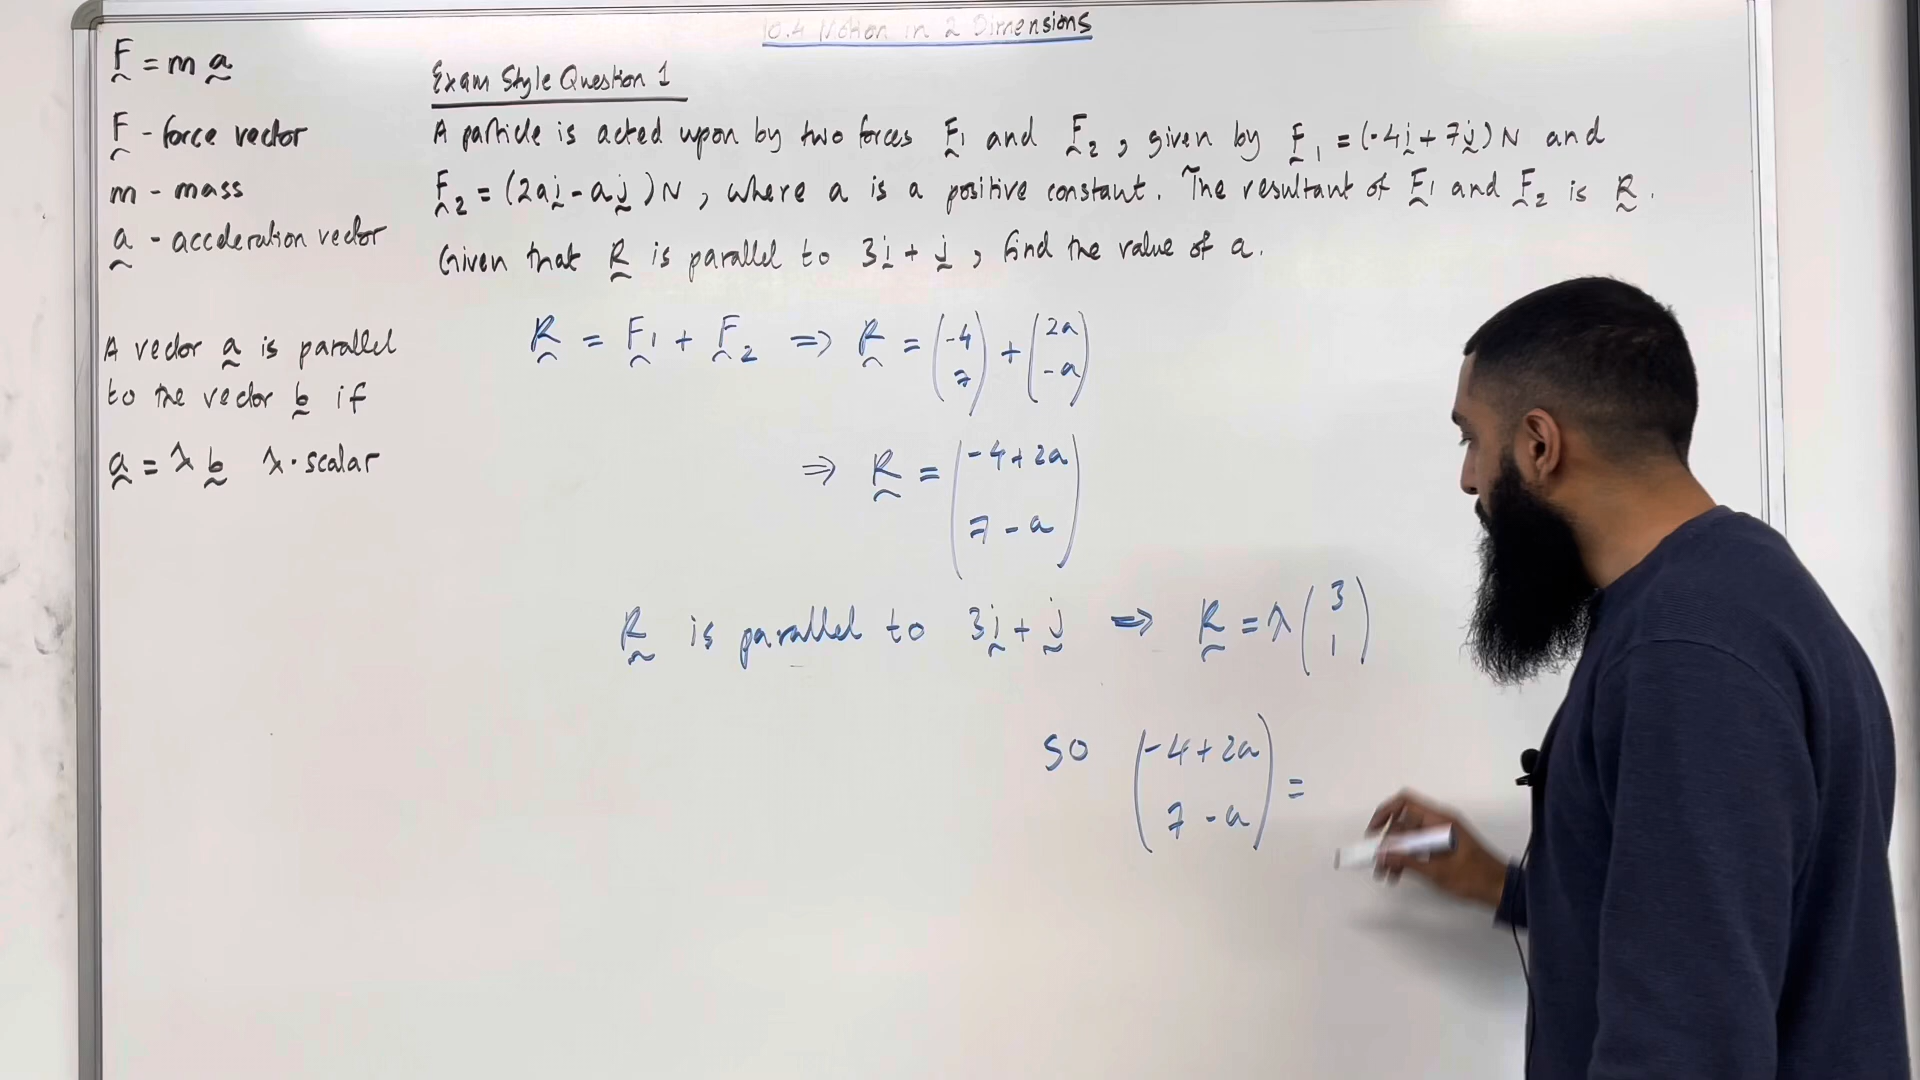 10.4 Motion in 2 Dimensions
F = m a
F - force vector
m - mass
a - acceleration vector
A vector a is parallel
to the vector b if
a = λ b λ - scalar
Exam Style Question 1
A particle is acted upon by two forces F1 and F2, given by F1 = (-4i + 7j) N and
F2 = (2ai - aj) N, where a is a positive constant. The resultant of F1 and F2 is R.
Given that R is parallel to 3i + j, find the value of a.
R = F1 + F2 => R = (-4 7) + (2a -a)
=> R = (-4+2a 7-a)
R is parallel to 3i + j => R = λ (3 1)
so (-4+2a 7-a) =